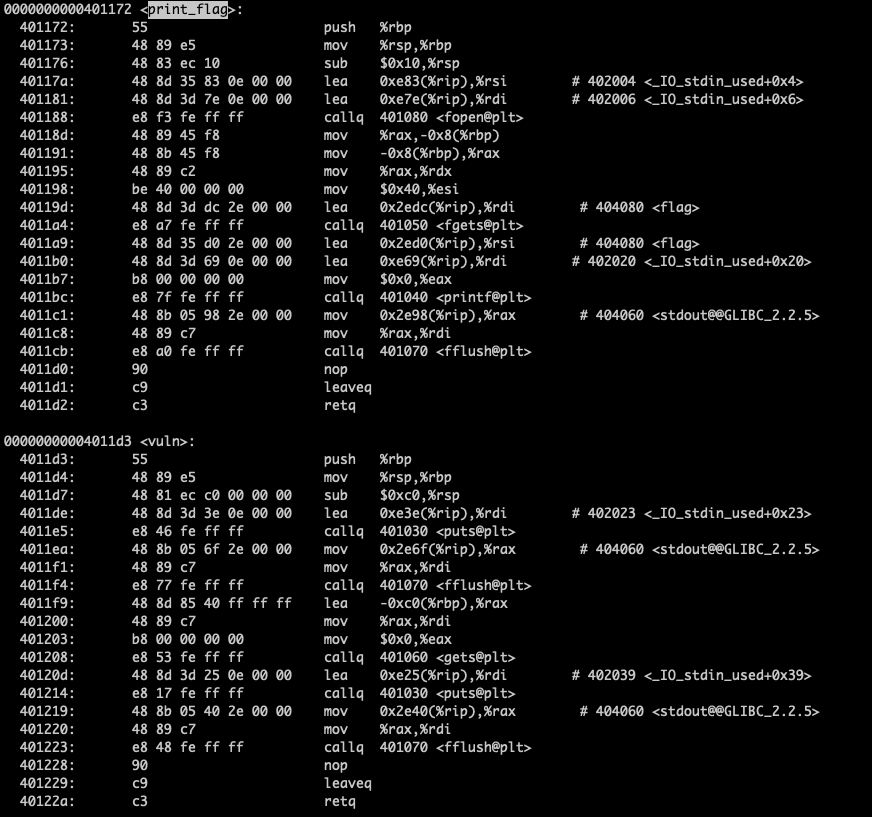 0000000000401172 <print_flag>:
401172: 55 push %rbp
401173: 48 89 e5 mov %rsp,%rbp
401176: 48 83 ec 10 sub $0x10,%rsp
40117a: 48 8d 35 83 0e 00 00 lea 0xe83(%rip),%rsi # 402004 <_IO_stdin_used+0x4>
401181: 48 8d 3d 7e 0e 00 00 lea 0xe7e(%rip),%rdi # 402006 <_IO_stdin_used+0x6>
401188: e8 f3 fe ff ff callq 401080 <fopen@plt>
40118d: 48 89 45 f8 mov %rax,-0x8(%rbp)
401191: 48 8b 45 f8 mov -0x8(%rbp),%rax
401195: 48 89 c2 mov %rax,%rdx
401198: be 40 00 00 00 mov $0x40,%esi
40119d: 48 8d 3d dc 2e 00 00 lea 0x2edc(%rip),%rdi # 404080 <flag>
4011a4: e8 a7 fe ff ff callq 401050 <fgets@plt>
4011a9: 48 8d 35 d0 2e 00 00 lea 0x2ed0(%rip),%rsi # 404080 <flag>
4011b0: 48 8d 3d 69 0e 00 00 lea 0xe69(%rip),%rdi # 402020 <_IO_stdin_used+0x20>
4011b7: b8 00 00 00 00 mov $0x0,%eax
4011bc: e8 7f fe ff ff callq 401040 <printf@plt>
4011c1: 48 8b 05 98 2e 00 00 mov 0x2e98(%rip),%rax # 404060 <stdout@@GLIBC_2.2.5>
4011c8: 48 89 c7 mov %rax,%rdi
4011cb: e8 a0 fe ff ff callq 401070 <fflush@plt>
4011d0: 90 nop
4011d1: c9 leaveq
4011d2: c3 retq
00000000004011d3 <vuln>:
4011d3: 55 push %rbp
4011d4: 48 89 e5 mov %rsp,%rbp
4011d7: 48 81 ec c0 00 00 00 sub $0xc0,%rsp
4011de: 48 8d 3d 3e 0e 00 00 lea 0xe3e(%rip),%rdi # 402023 <_IO_stdin_used+0x23>
4011e5: e8 46 fe ff ff callq 401030 <puts@plt>
4011ea: 48 8b 05 6f 2e 00 00 mov 0x2e6f(%rip),%rax # 404060 <stdout@@GLIBC_2.2.5>
4011f1: 48 89 c7 mov %rax,%rdi
4011f4: e8 77 fe ff ff callq 401070 <fflush@plt>
4011f9: 48 8d 85 40 ff ff ff lea -0xc0(%rbp),%rax
401200: 48 89 c7 mov %rax,%rdi
401203: b8 00 00 00 00 mov $0x0,%eax
401208: e8 53 fe ff ff callq 401060 <gets@plt>
40120d: 48 8d 3d 25 0e 00 00 lea 0xe25(%rip),%rdi # 402039 <_IO_stdin_used+0x39>
401214: e8 17 fe ff ff callq 401030 <puts@plt>
401219: 48 8b 05 40 2e 00 00 mov 0x2e40(%rip),%rax # 404060 <stdout@@GLIBC_2.2.5>
401220: 48 89 c7 mov %rax,%rdi
401223: e8 48 fe ff ff callq 401070 <fflush@plt>
401228: 90 nop
401229: c9 leaveq
40122a: c3 retq